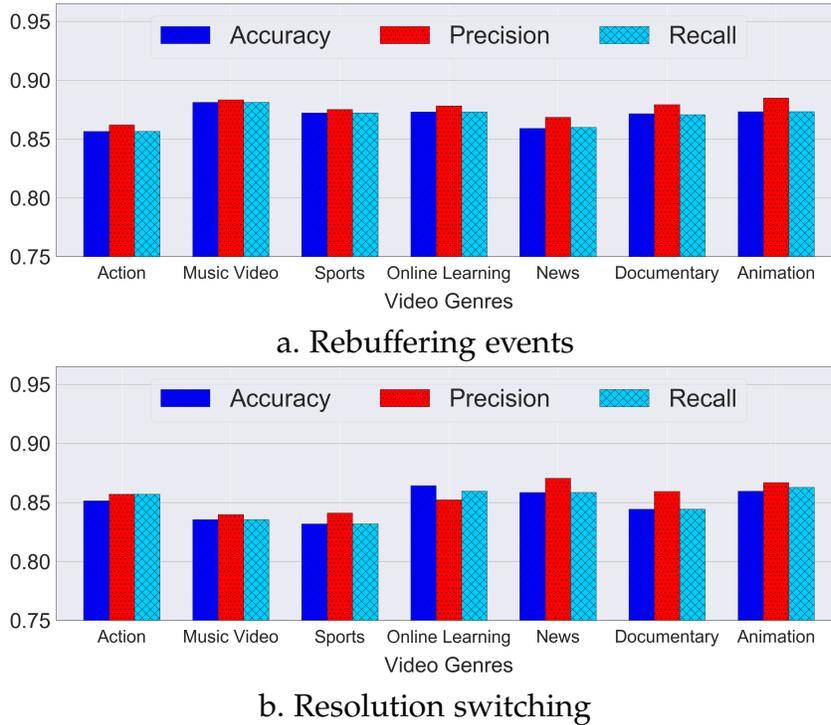 0.95
Accuracy Precision Recall
0.90
0.85
0.80
0.75
Action Music Video Sports Online Learning News Documentary Animation
Video Genres
a. Rebuffering events
0.95
Accuracy Precision Recall
0.90
0.85
0.80
0.75
Action Music Video Sports Online Learning News Documentary Animation
Video Genres
b. Resolution switching